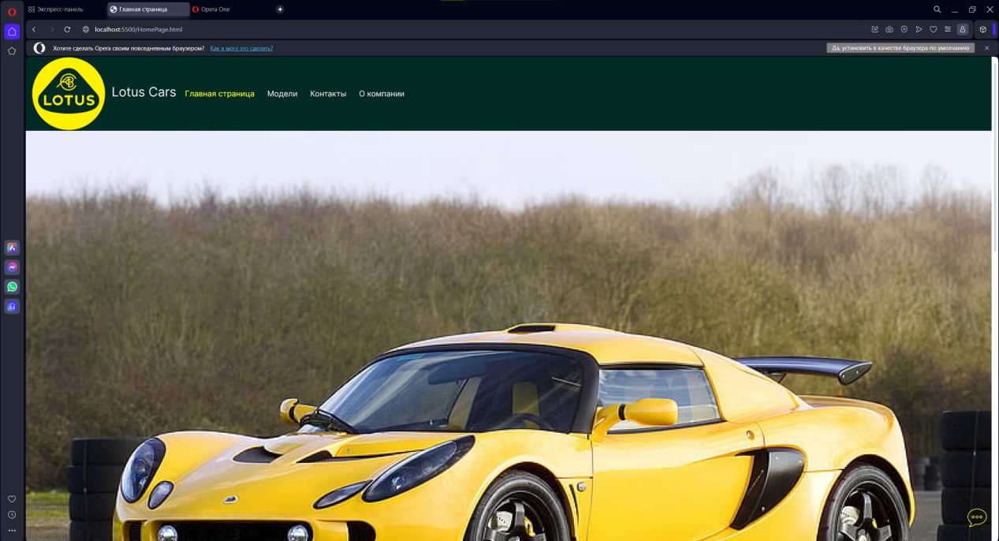 Экспресс-панель
Главная страница
Opera One
localhost:5500/HomePage.html
Хотите сделать Opera своим повседневным браузером? Как я могу это сделать?
Да, установить в качестве браузера по умолчанию
LOTUS
Lotus Cars
Главная страница
Модели
Контакты
О компании